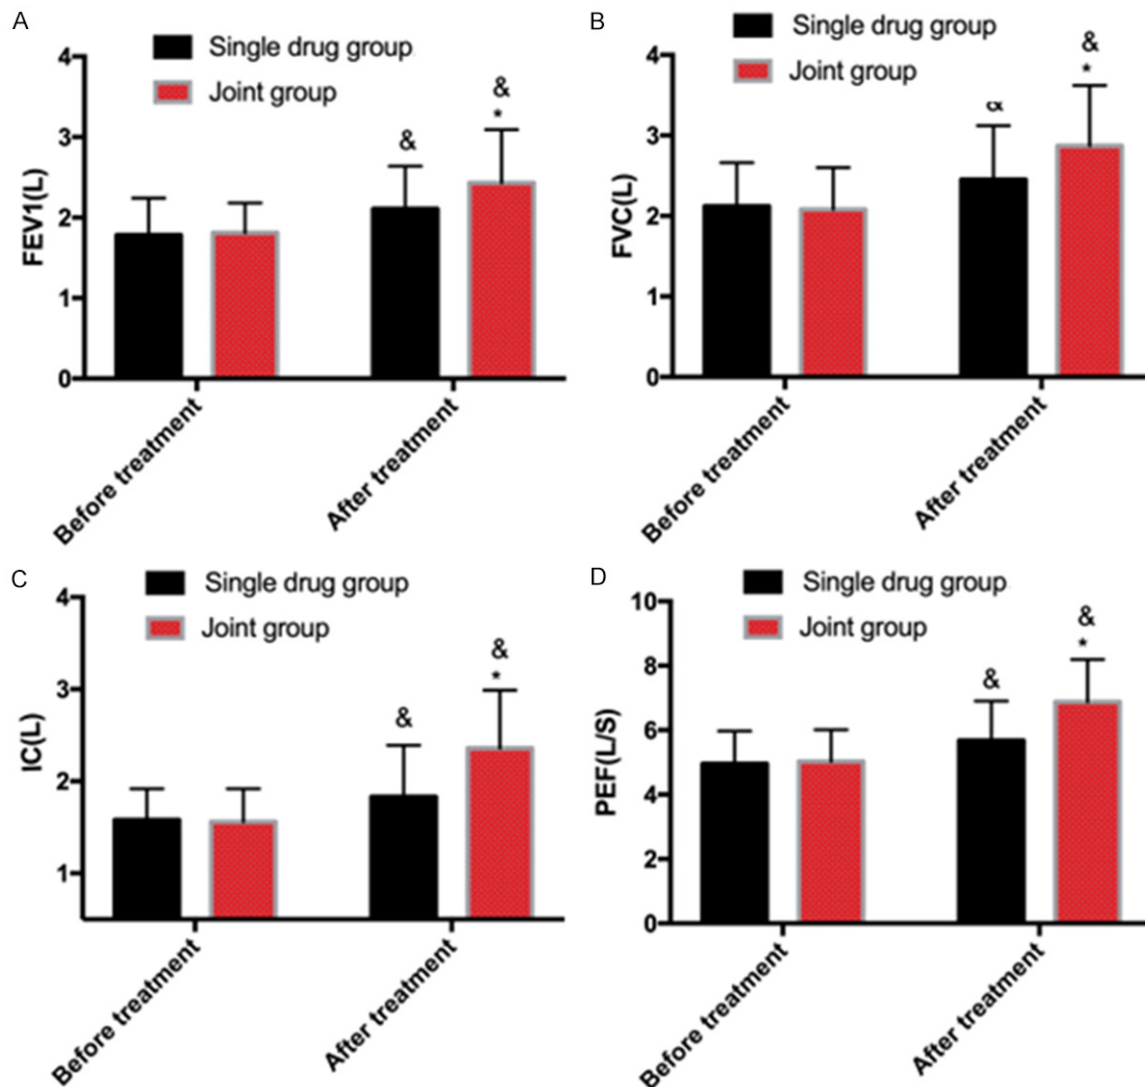 A
Single drug group
Joint group
FEV1(L)
4
3
2
1
0
&
&
*
Before treatment
After treatment
B
Single drug group
Joint group
FVC(L)
4
3
2
1
0
&
&
*
Before treatment
After treatment
C
Single drug group
Joint group
IC(L)
4
3
2
1
&
&
*
Before treatment
After treatment
D
Single drug group
Joint group
PEF(L/S)
10
8
6
4
2
0
&
&
*
Before treatment
After treatment